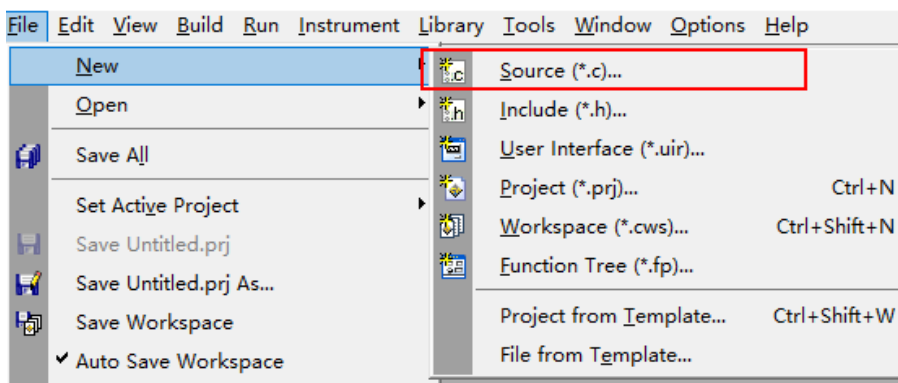 File Edit View Build Run Instrument Library Tools Window Options Help
New
Open
Save All
Set Active Project
Save Untitled.prj
Save Untitled.prj As...
Save Workspace
Auto Save Workspace
.c Source (*.c)...
.h Include (*.h)...
User Interface (*.uir)...
Project (*.prj)... Ctrl+N
Workspace (*.cws)... Ctrl+Shift+N
Function Tree (*.fp)...
Project from Template... Ctrl+Shift+W
File from Template...